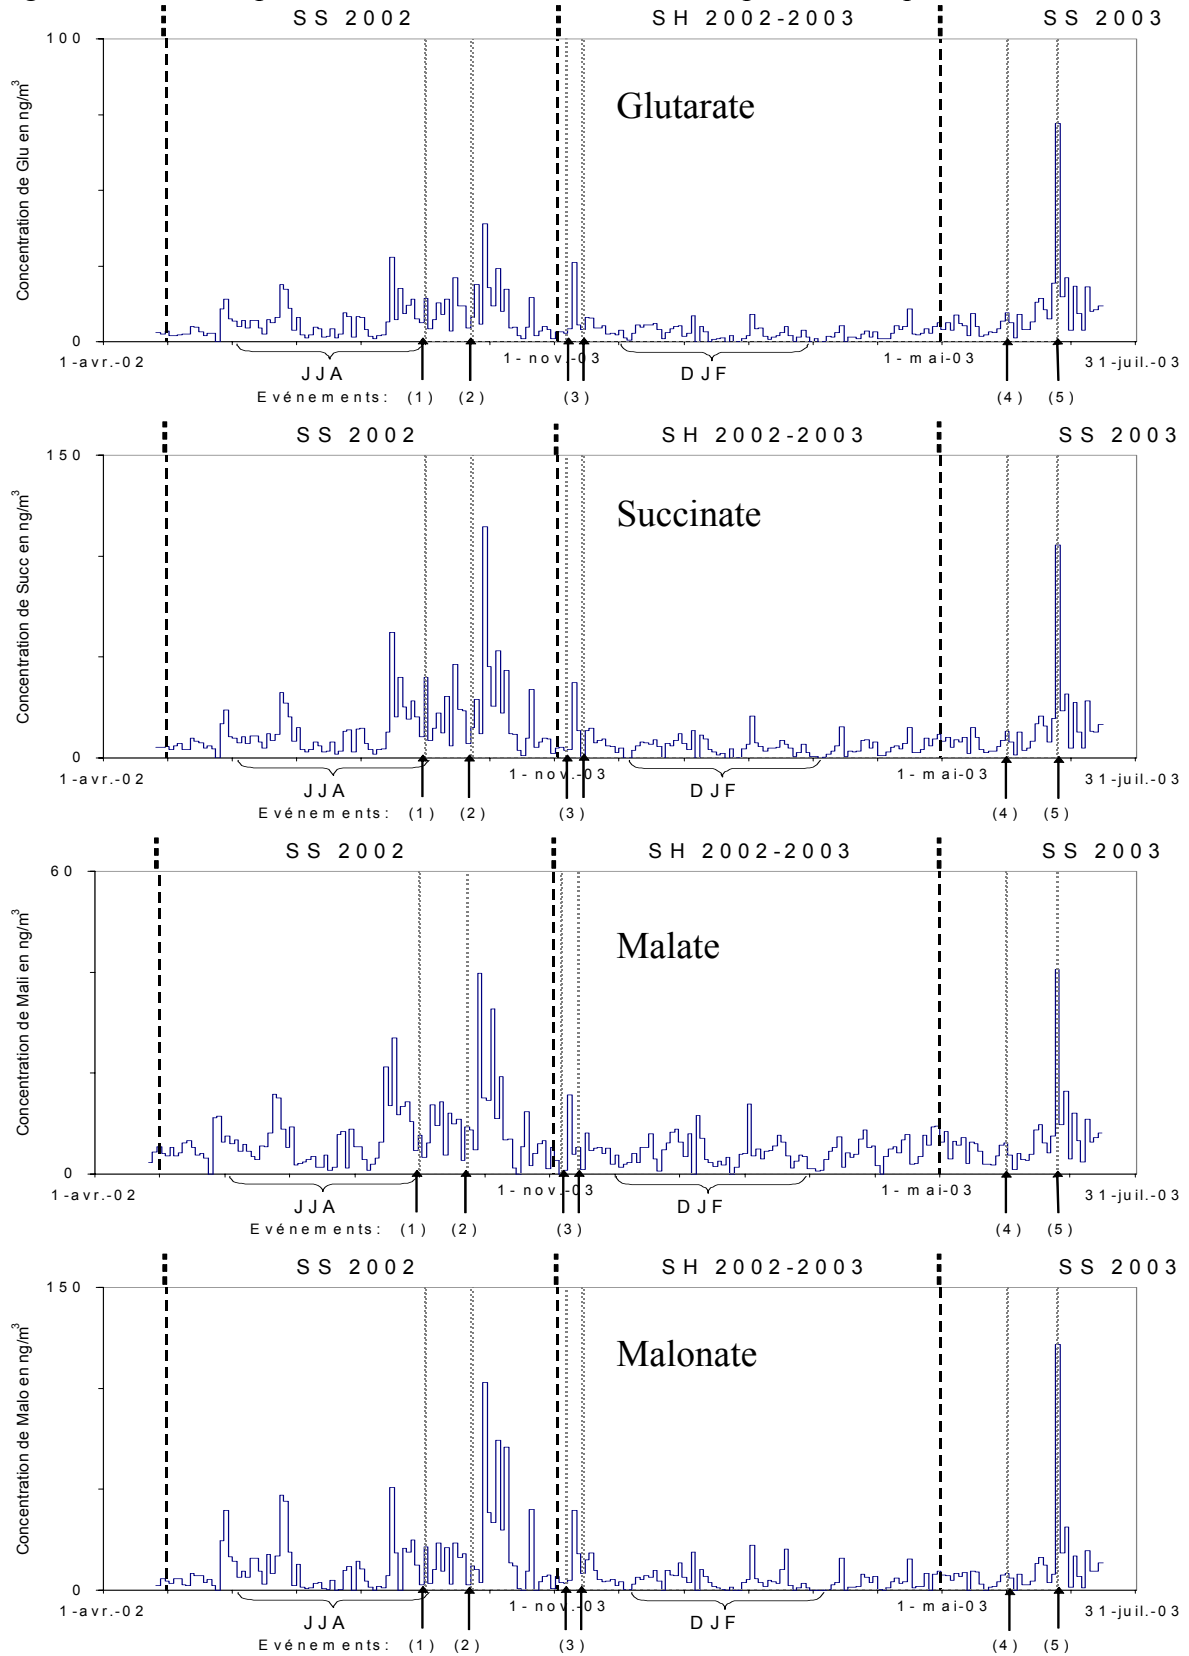 SS 2002 SH 2002-2003 SS 2003
100
Concentration de Glu en ng/m³
Glutarate
0
1-avr.-02 1-nov.-03 1-mai-03 31-juil.-03
JJA DJF
Evénements: (1) (2) (3) (4) (5)
SS 2002 SH 2002-2003 SS 2003
150
Concentration de Succ en ng/m³
Succinate
0
1-avr.-02 1-nov.-03 1-mai-03 31-juil.-03
JJA DJF
Evénements: (1) (2) (3) (4) (5)
SS 2002 SH 2002-2003 SS 2003
60
Concentration de Mali en ng/m³
Malate
0
1-avr.-02 1-nov.-03 1-mai-03 31-juil.-03
JJA DJF
Evénements: (1) (2) (3) (4) (5)
SS 2002 SH 2002-2003 SS 2003
150
Concentration de Malo en ng/m³
Malonate
0
1-avr.-02 1-nov.-03 1-mai-03 31-juil.-03
JJA DJF
Evénements: (1) (2) (3) (4) (5)